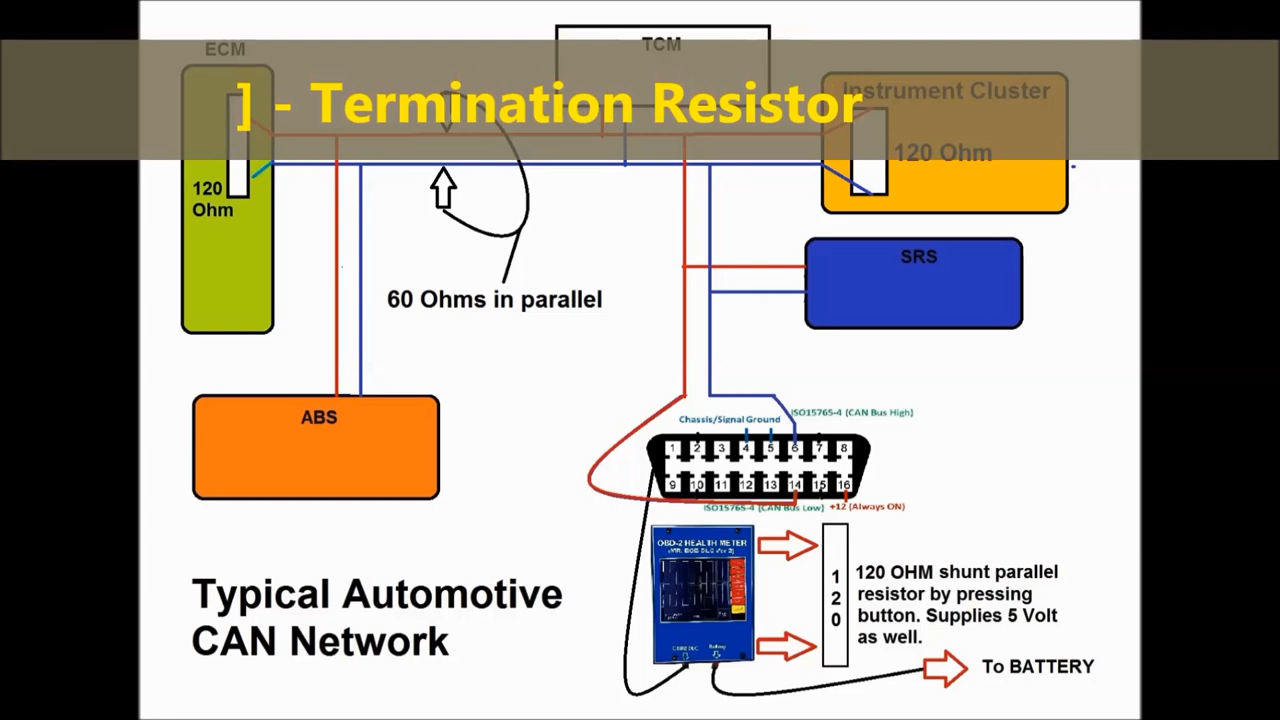 ECM
TCM
] - Termination Resistor
Instrument Cluster
120 Ohm
120
Ohm
SRS
60 Ohms in parallel
ABS
ISO15765-4 (CAN Bus High)
Chassis/Signal Ground
1 2 3 4 5 6 7 8
9 10 11 12 13 14 15 16
ISO15765-4 (CAN Bus Low)
+12 (Always ON)
OBD-2 HEALTH METER
Typical Automotive
CAN Network
1
2
0
120 OHM shunt parallel
resistor by pressing
button. Supplies 5 Volt
as well.
To BATTERY